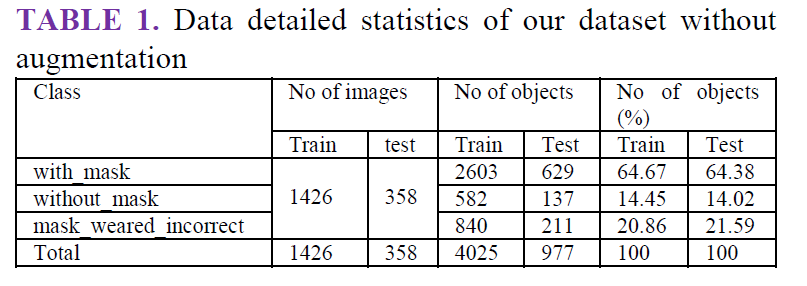 TABLE 1. Data detailed statistics of our dataset without
augmentation
Class No of images No of objects No of objects
(%)
Train test Train Test Train Test
with_mask 2603 629 64.67 64.38
without_mask 1426 358 582 137 14.45 14.02
mask_weared_incorrect 840 211 20.86 21.59
Total 1426 358 4025 977 100 100